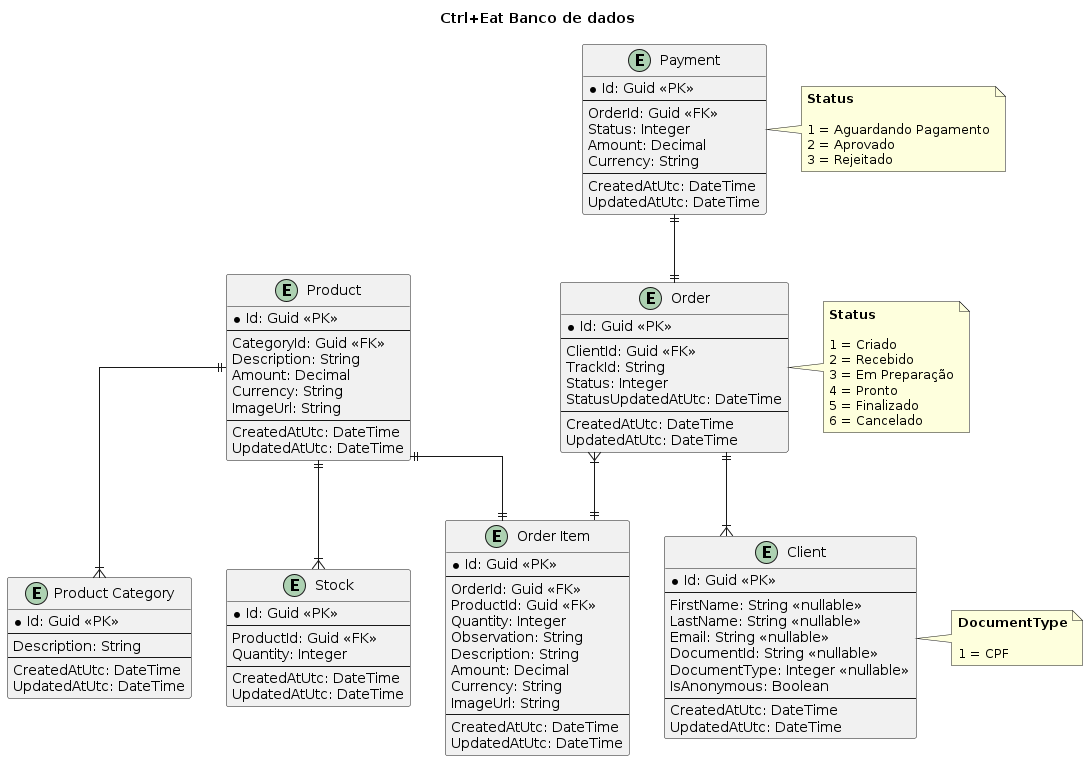 Ctrl+Eat Banco de dados
E Payment
Id: Guid «PK»
OrderId: Guid «FK»
Status: Integer
Amount: Decimal
Currency: String
CreatedAtUtc: DateTime
UpdatedAtUtc: DateTime
Status
1 = Aguardando Pagamento
2 = Aprovado
3 = Rejeitado
E Product
Id: Guid «PK»
CategoryId: Guid «FK»
Description: String
Amount: Decimal
Currency: String
ImageUrl: String
CreatedAtUtc: DateTime
UpdatedAtUtc: DateTime
E Order
Id: Guid «PK»
ClientId: Guid «FK»
TrackId: String
Status: Integer
StatusUpdatedAtUtc: DateTime
CreatedAtUtc: DateTime
UpdatedAtUtc: DateTime
Status
1 = Criado
2 = Recebido
3 = Em Preparação
4 = Pronto
5 = Finalizado
6 = Cancelado
E Product Category
Id: Guid «PK»
Description: String
CreatedAtUtc: DateTime
UpdatedAtUtc: DateTime
E Stock
Id: Guid «PK»
ProductId: Guid «FK»
Quantity: Integer
CreatedAtUtc: DateTime
UpdatedAtUtc: DateTime
E Order Item
Id: Guid «PK»
OrderId: Guid «FK»
ProductId: Guid «FK»
Quantity: Integer
Observation: String
Description: String
Amount: Decimal
Currency: String
ImageUrl: String
CreatedAtUtc: DateTime
UpdatedAtUtc: DateTime
E Client
Id: Guid «PK»
FirstName: String «nullable»
LastName: String «nullable»
Email: String «nullable»
DocumentId: String «nullable»
DocumentType: Integer «nullable»
IsAnonymous: Boolean
CreatedAtUtc: DateTime
UpdatedAtUtc: DateTime
DocumentType
1 = CPF